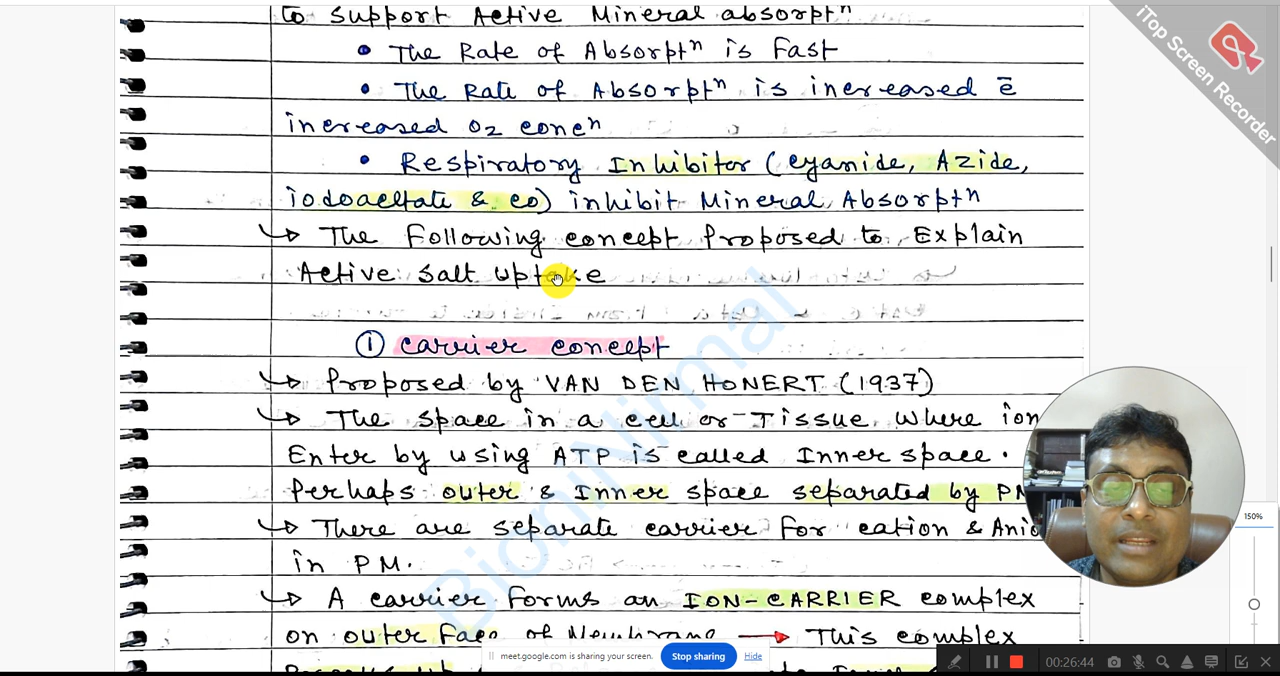 to support Active Mineral absorptⁿ
• The Rate of Absorptⁿ is Fast
• The Rate of Absorptⁿ is increased c̄
increased O2 concⁿ
• Respiratory Inhibitor (cyanide, Azide,
iodoacetate & co) inhibit Mineral Absorptⁿ
↳ The Following concept Proposed to Explain
Active salt uptake
① carrier concept
↳ Proposed by VAN DEN HONERT (1937)
↳ The space in a cell or Tissue where ion
Enter by using ATP is called Inner space.
Perhaps outer & Inner space separated by PM
↳ There are separate carrier For cation & Anio
in PM.
↳ A carrier Forms an ION-CARRIER complex
on outer Face of Membrane → This complex
BioniNirmal
iTop Screen Recorder
150%
meet.google.com is sharing your screen.
Stop sharing
Hide
00:26:44